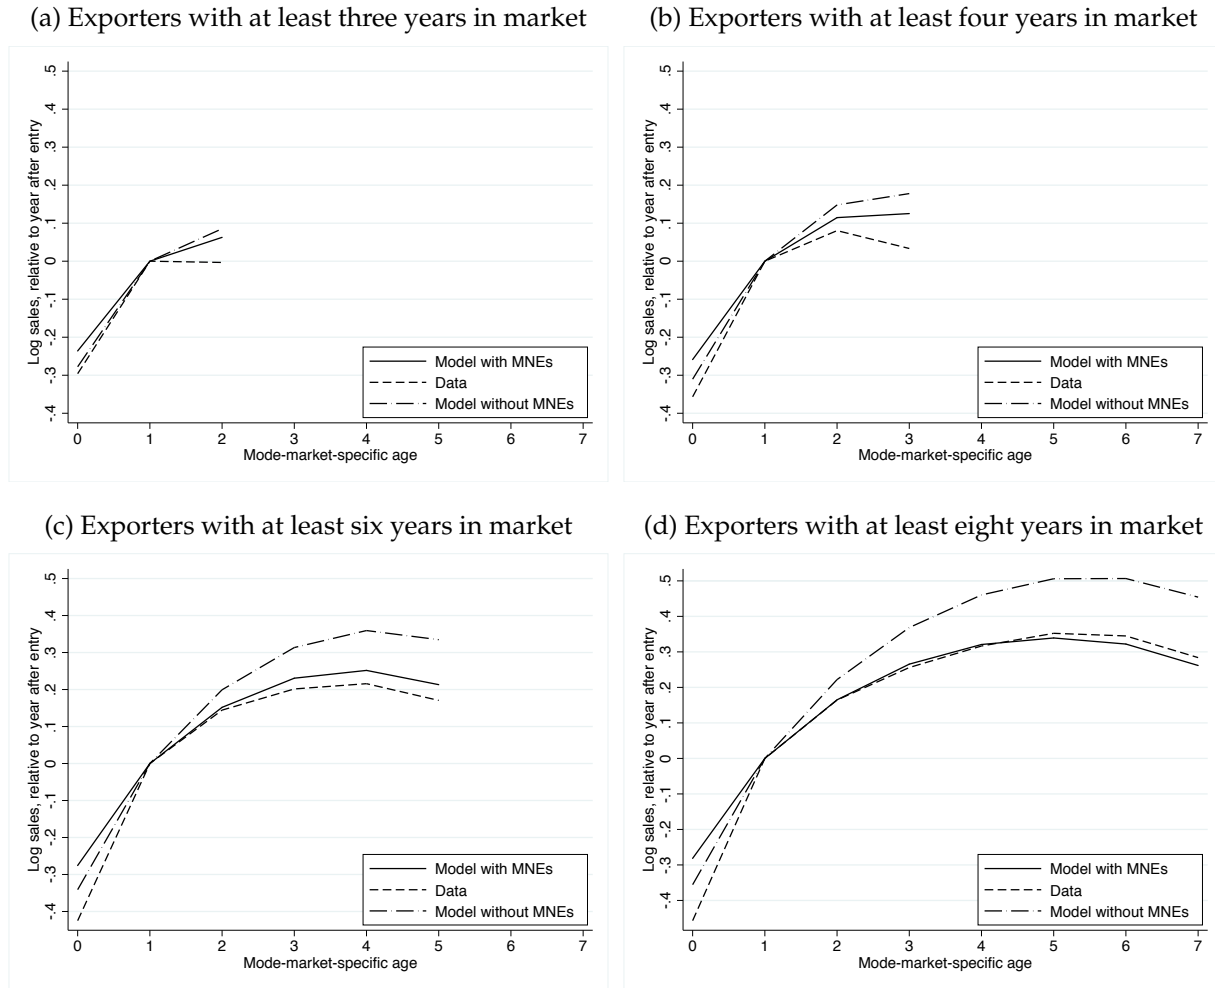 (a) Exporters with at least three years in market
Log sales, relative to year after entry
.5
.4
.3
.2
.1
0
-.1
-.2
-.3
-.4
0 1 2 3 4 5 6 7
Mode-market-specific age
Model with MNEs
Data
Model without MNEs
(b) Exporters with at least four years in market
Log sales, relative to year after entry
.5
.4
.3
.2
.1
0
-.1
-.2
-.3
-.4
0 1 2 3 4 5 6 7
Mode-market-specific age
Model with MNEs
Data
Model without MNEs
(c) Exporters with at least six years in market
Log sales, relative to year after entry
.5
.4
.3
.2
.1
0
-.1
-.2
-.3
-.4
0 1 2 3 4 5 6 7
Mode-market-specific age
Model with MNEs
Data
Model without MNEs
(d) Exporters with at least eight years in market
Log sales, relative to year after entry
.5
.4
.3
.2
.1
0
-.1
-.2
-.3
-.4
0 1 2 3 4 5 6 7
Mode-market-specific age
Model with MNEs
Data
Model without MNEs